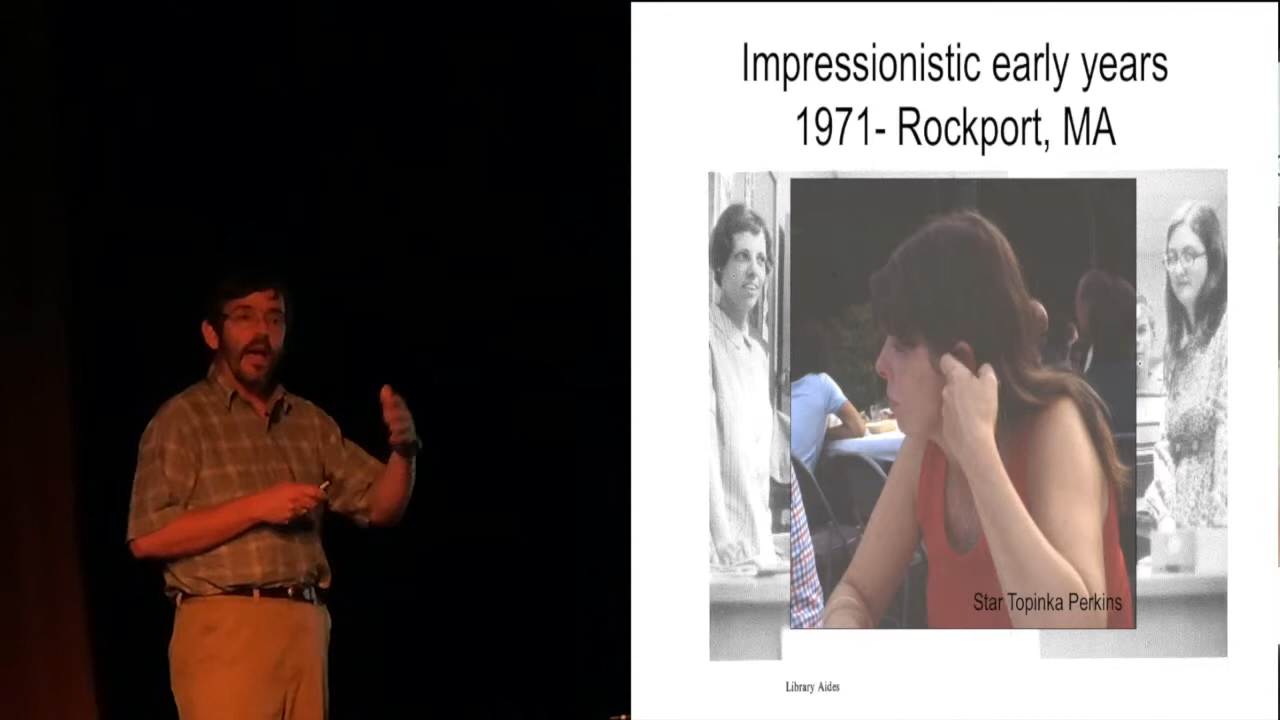 Impressionistic early years
1971- Rockport, MA
Star Topinka Perkins
Library Aides